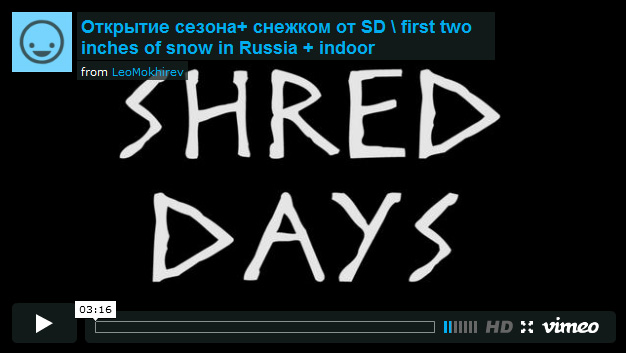 Открытие сезона+ снежком от SD \ first two
inches of snow in Russia + indoor
from LeoMokhirev
SHRED
DAYS
03:16
HD vimeo